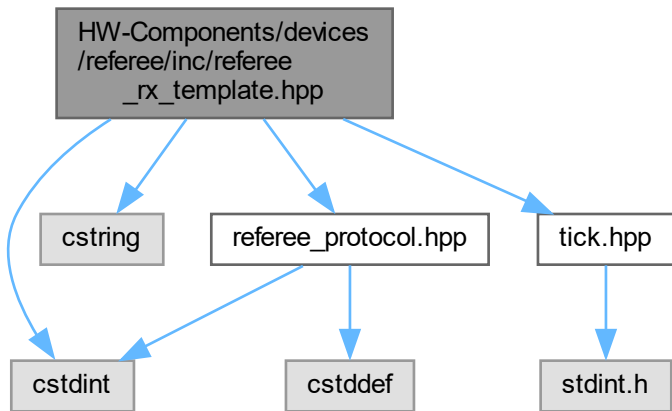 HW-Components/devices
/referee/inc/referee
_rx_template.hpp
cstring
referee_protocol.hpp
tick.hpp
cstdint
cstddef
stdint.h